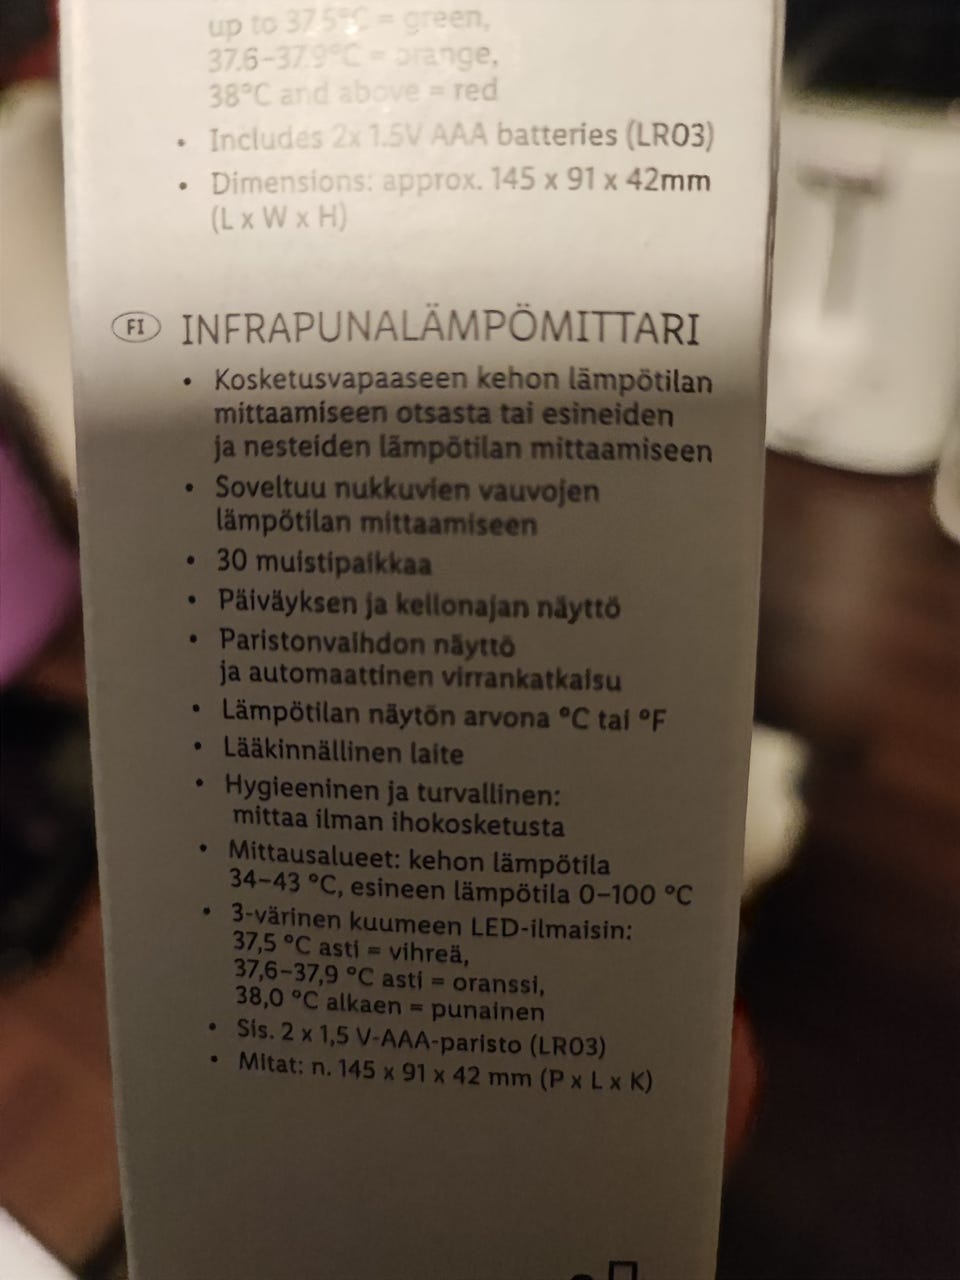 up to 37.5°C = green,
37.6–37.9°C = orange,
38°C and above = red
• Includes 2x 1.5V AAA batteries (LR03)
• Dimensions: approx. 145 x 91 x 42mm
(L x W x H)
FI INFRAPUNALÄMPÖMITTARI
• Kosketusvapaaseen kehon lämpötilan
mittaamiseen otsasta tai esineiden
ja nesteiden lämpötilan mittaamiseen
• Soveltuu nukkuvien vauvojen
lämpötilan mittaamiseen
• 30 muistipaikkaa
• Päiväyksen ja kellonajan näyttö
• Paristonvaihdon näyttö
ja automaattinen virrankatkaisu
• Lämpötilan näytön arvona °C tai °F
• Lääkinnällinen laite
• Hygieeninen ja turvallinen:
mittaa ilman ihokosketusta
• Mittausalueet: kehon lämpötila
34–43 °C, esineen lämpötila 0–100 °C
• 3-värinen kuumeen LED-ilmaisin:
37,5 °C asti = vihreä,
37,6–37,9 °C asti = oranssi,
38,0 °C alkaen = punainen
• Sis. 2 x 1,5 V-AAA-paristo (LR03)
• Mitat: n. 145 x 91 x 42 mm (P x L x K)